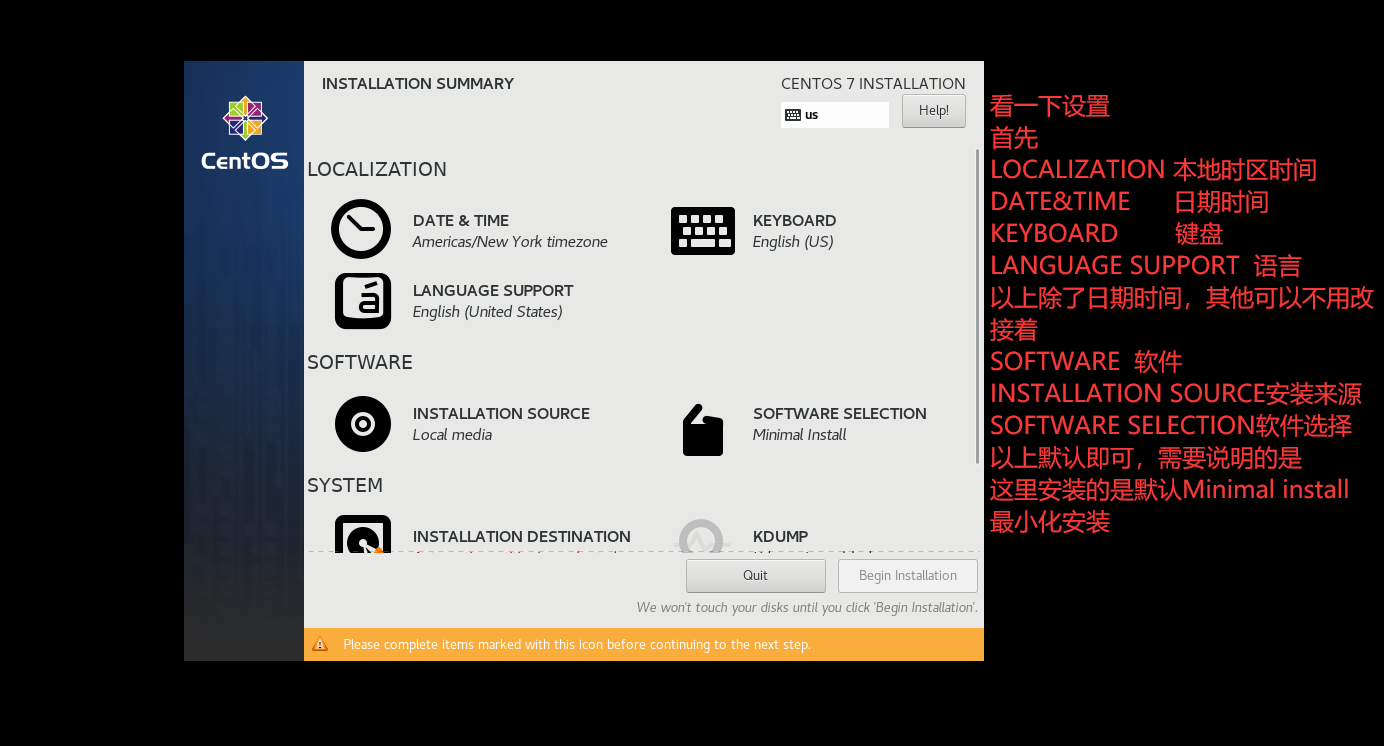 INSTALLATION SUMMARY
CENTOS 7 INSTALLATION
us
Help!
CentOS
LOCALIZATION
DATE & TIME
Americas/New York timezone
KEYBOARD
English (US)
LANGUAGE SUPPORT
English (United States)
SOFTWARE
INSTALLATION SOURCE
Local media
SOFTWARE SELECTION
Minimal Install
SYSTEM
INSTALLATION DESTINATION
KDUMP
Quit
Begin Installation
We won't touch your disks until you click 'Begin Installation'.
Please complete items marked with this icon before continuing to the next step.
看一下设置
首先
LOCALIZATION 本地时区时间
DATE&TIME 日期时间
KEYBOARD 键盘
LANGUAGE SUPPORT 语言
以上除了日期时间，其他可以不用改
接着
SOFTWARE 软件
INSTALLATION SOURCE安装来源
SOFTWARE SELECTION软件选择
以上默认即可，需要说明的是
这里安装的是默认Minimal install
最小化安装